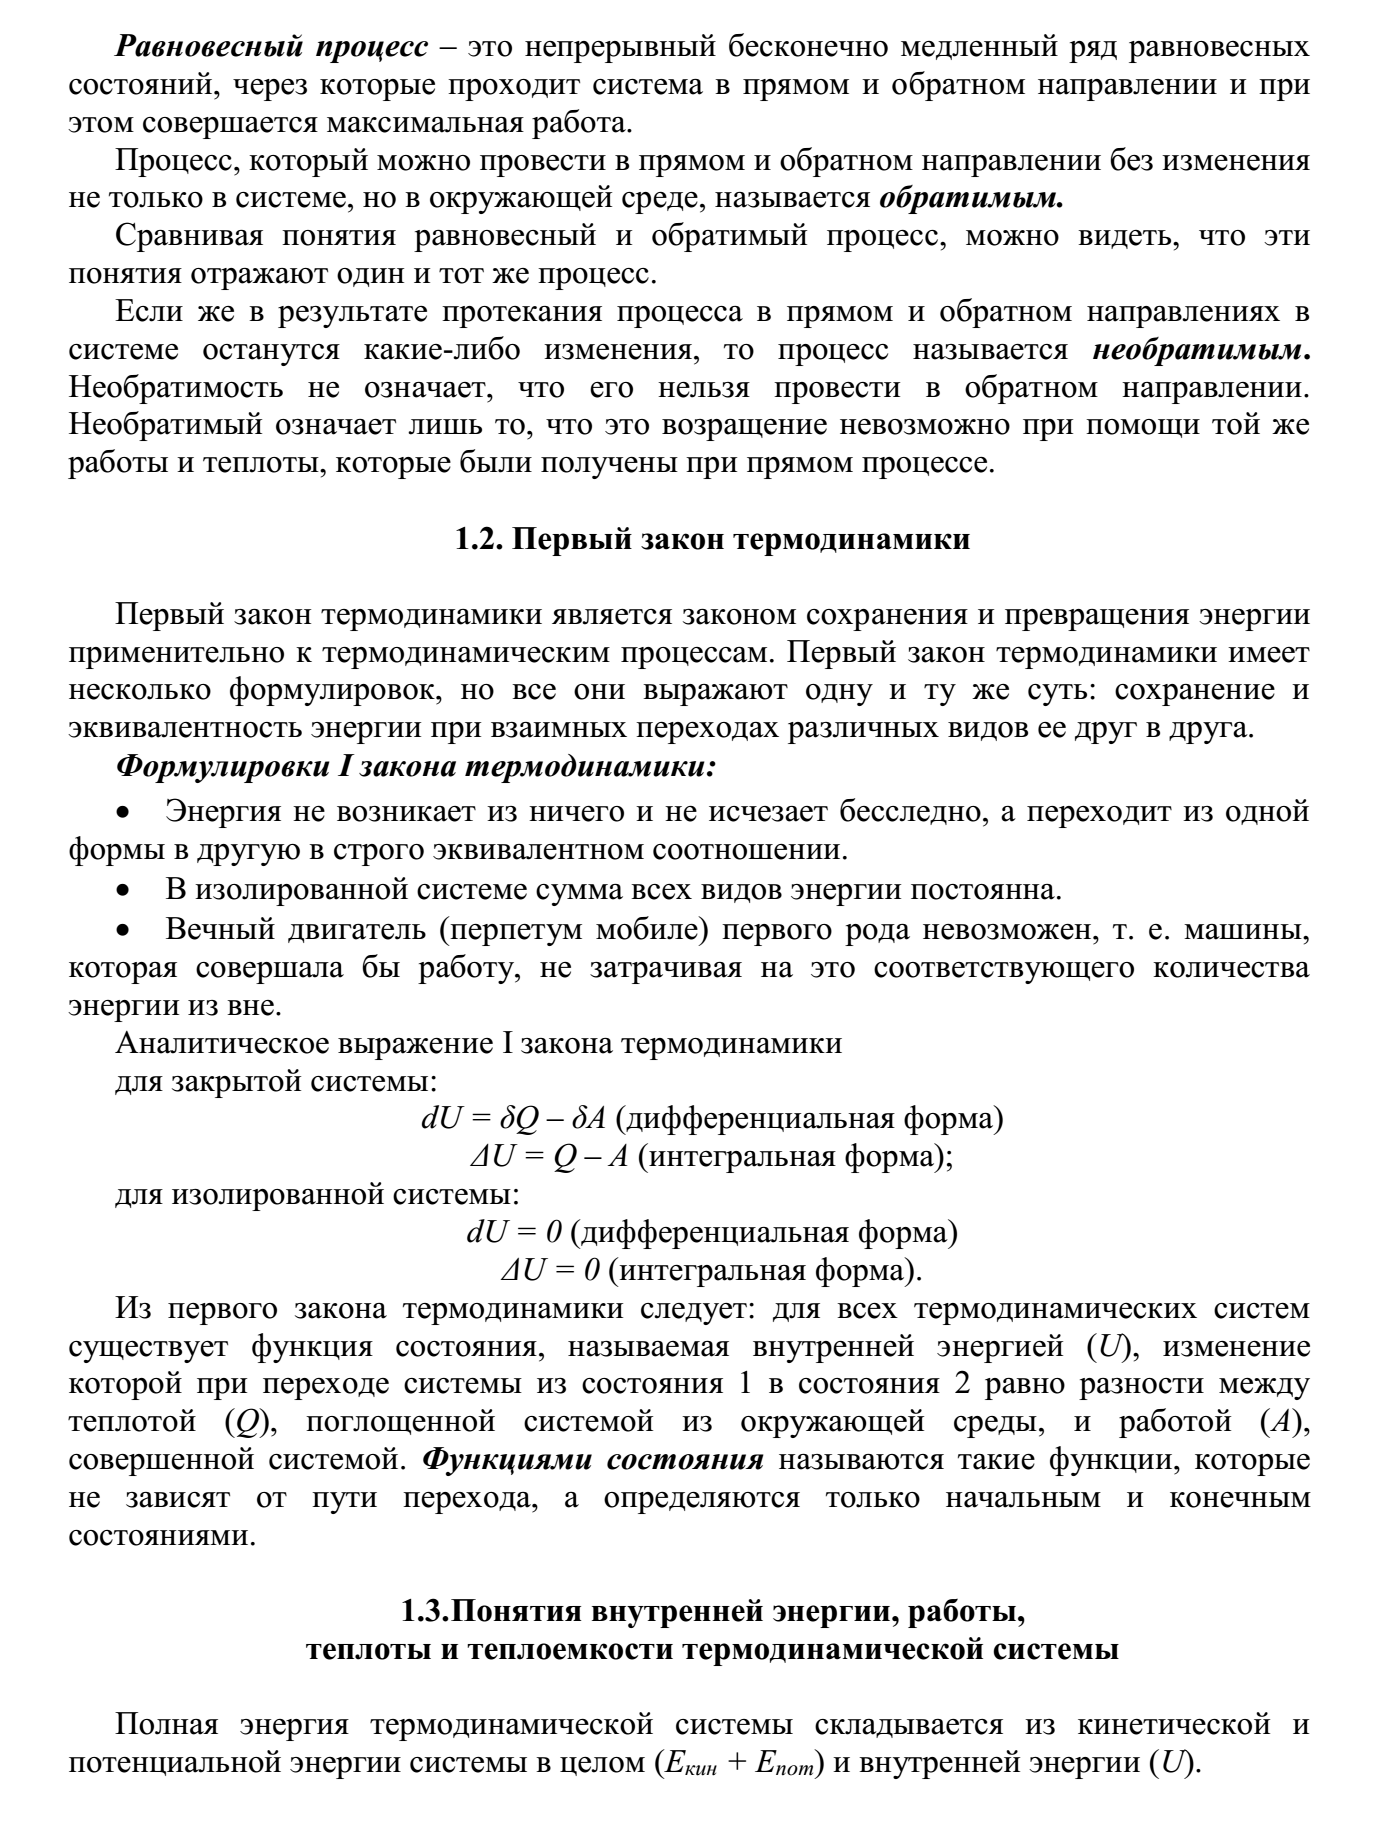 Равновесный процесс – это непрерывный бесконечно медленный ряд равновесных
состояний, через которые проходит система в прямом и обратном направлении и при
этом совершается максимальная работа.
Процесс, который можно провести в прямом и обратном направлении без изменения
не только в системе, но в окружающей среде, называется обратимым.
Сравнивая понятия равновесный и обратимый процесс, можно видеть, что эти
понятия отражают один и тот же процесс.
Если же в результате протекания процесса в прямом и обратном направлениях в
системе останутся какие-либо изменения, то процесс называется необратимым.
Необратимость не означает, что его нельзя провести в обратном направлении.
Необратимый означает лишь то, что это возращение невозможно при помощи той же
работы и теплоты, которые были получены при прямом процессе.
1.2. Первый закон термодинамики
Первый закон термодинамики является законом сохранения и превращения энергии
применительно к термодинамическим процессам. Первый закон термодинамики имеет
несколько формулировок, но все они выражают одну и ту же суть: сохранение и
эквивалентность энергии при взаимных переходах различных видов ее друг в друга.
Формулировки I закона термодинамики:
• Энергия не возникает из ничего и не исчезает бесследно, а переходит из одной
формы в другую в строго эквивалентном соотношении.
• В изолированной системе сумма всех видов энергии постоянна.
• Вечный двигатель (перпетум мобиле) первого рода невозможен, т. е. машины,
которая совершала бы работу, не затрачивая на это соответствующего количества
энергии из вне.
Аналитическое выражение I закона термодинамики
для закрытой системы:
dU = δQ – δA (дифференциальная форма)
ΔU = Q – A (интегральная форма);
для изолированной системы:
dU = 0 (дифференциальная форма)
ΔU = 0 (интегральная форма).
Из первого закона термодинамики следует: для всех термодинамических систем
существует функция состояния, называемая внутренней энергией (U), изменение
которой при переходе системы из состояния 1 в состояния 2 равно разности между
теплотой (Q), поглощенной системой из окружающей среды, и работой (A),
совершенной системой. Функциями состояния называются такие функции, которые
не зависят от пути перехода, а определяются только начальным и конечным
состояниями.
1.3.Понятия внутренней энергии, работы,
теплоты и теплоемкости термодинамической системы
Полная энергия термодинамической системы складывается из кинетической и
потенциальной энергии системы в целом (Eкин + Eпот) и внутренней энергии (U).